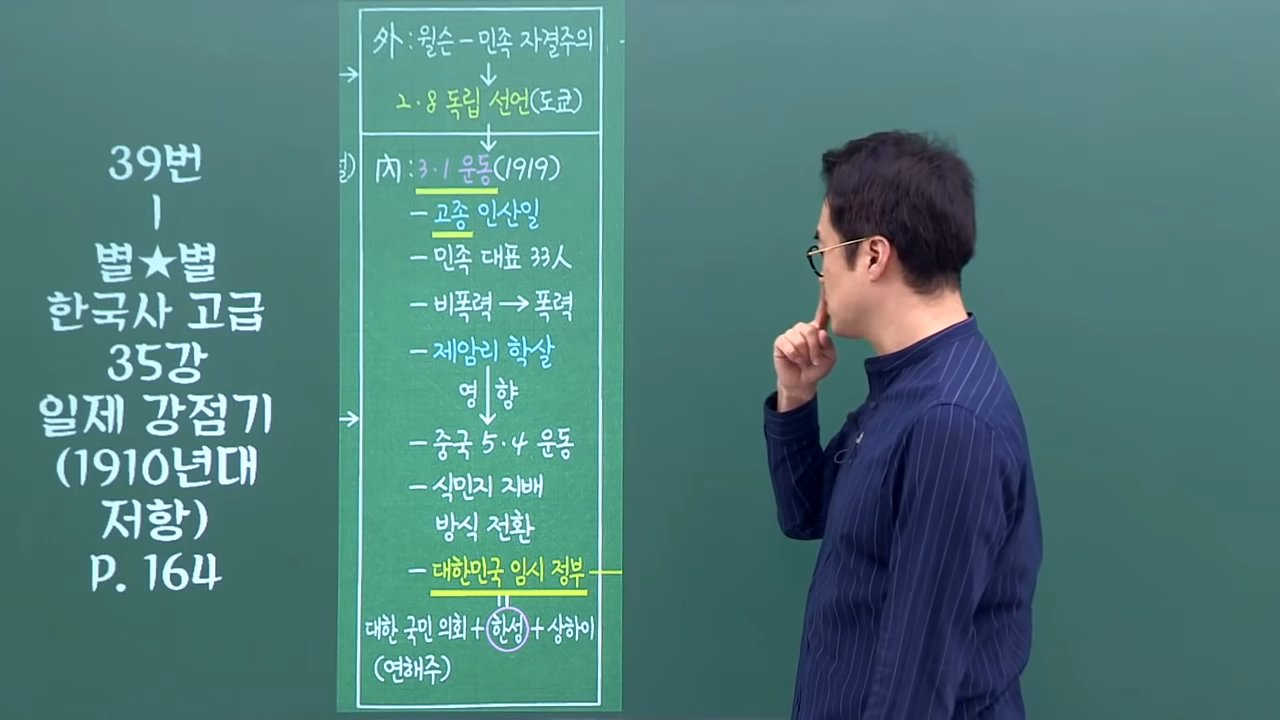 39번
|
별★별
한국사 고급
35강
일제 강점기
(1910년대
저항)
P. 164
外 : 윌슨 - 민족 자결주의
↓
2·8 독립 선언(도쿄)
↓
內 : 3·1 운동(1919)
- 고종 인산일
- 민족 대표 33人
- 비폭력 → 폭력
- 제암리 학살
영↓향
- 중국 5·4 운동
- 식민지 지배
방식 전환
- 대한민국 임시 정부
||
대한 국민 의회 + 한성 + 상하이
(연해주)